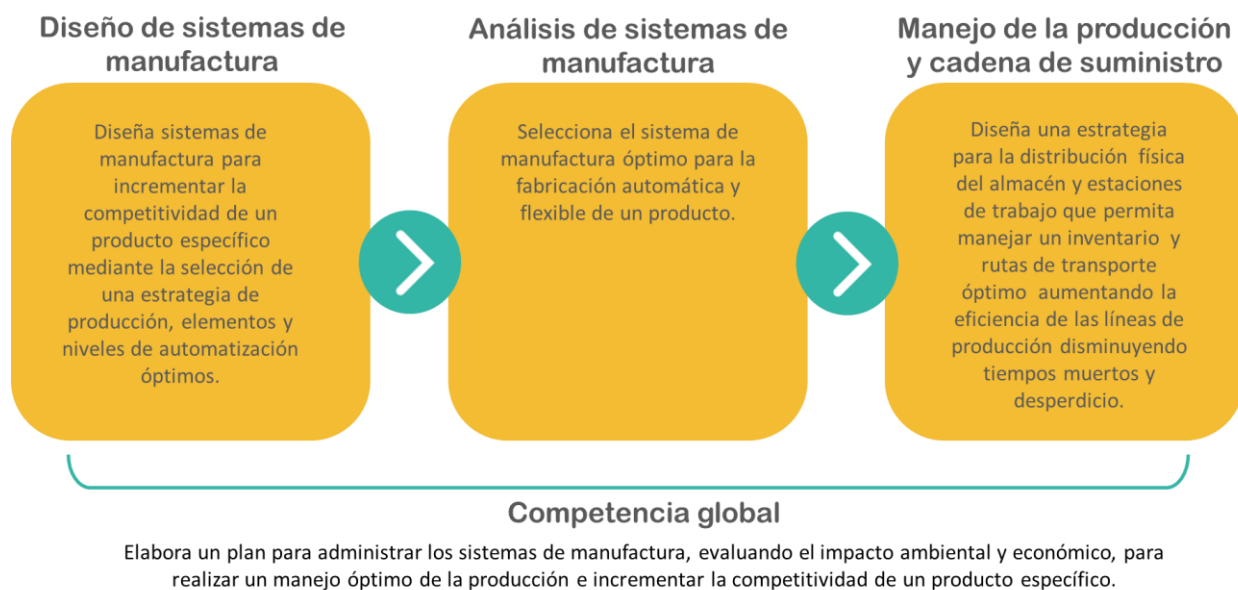 Diseño de sistemas de
manufactura
Diseña sistemas de
manufactura para
incrementar la
competitividad de un
producto específico
mediante la selección de
una estrategia de
producción, elementos y
niveles de automatización
óptimos.
Análisis de sistemas de
manufactura
Selecciona el sistema de
manufactura óptimo para la
fabricación automática y
flexible de un producto.
Manejo de la producción
y cadena de suministro
Diseña una estrategia
para la distribución física
del almacén y estaciones
de trabajo que permita
manejar un inventario y
rutas de transporte
óptimo aumentando la
eficiencia de las líneas de
producción disminuyendo
tiempos muertos y
desperdicio.
Competencia global
Elabora un plan para administrar los sistemas de manufactura, evaluando el impacto ambiental y económico, para
realizar un manejo óptimo de la producción e incrementar la competitividad de un producto específico.